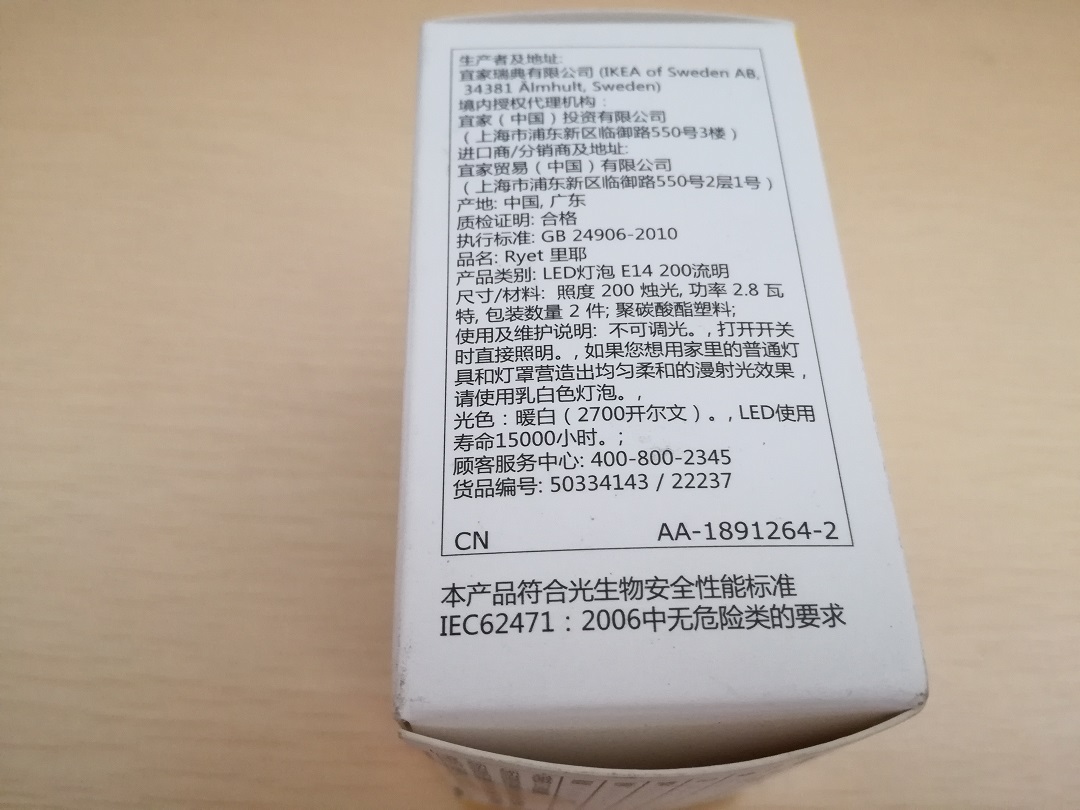 生产者及地址:
宜家瑞典有限公司 (IKEA of Sweden AB,
34381 Älmhult, Sweden)
境内授权代理机构：
宜家（中国）投资有限公司
（上海市浦东新区临御路550号3楼）
进口商/分销商及地址:
宜家贸易（中国）有限公司
（上海市浦东新区临御路550号2层1号）
产地: 中国, 广东
质检证明: 合格
执行标准: GB 24906-2010
品名: Ryet 里耶
产品类别: LED灯泡 E14 200流明
尺寸/材料: 照度 200 烛光, 功率 2.8 瓦
特, 包装数量 2 件; 聚碳酸酯塑料;
使用及维护说明: 不可调光。, 打开开关
时直接照明。, 如果您想用家里的普通灯
具和灯罩营造出均匀柔和的漫射光效果，
请使用乳白色灯泡。,
光色：暖白（2700开尔文）。, LED使用
寿命15000小时。;
顾客服务中心: 400-800-2345
货品编号: 50334143 / 22237
CN AA-1891264-2
本产品符合光生物安全性能标准
IEC62471：2006中无危险类的要求